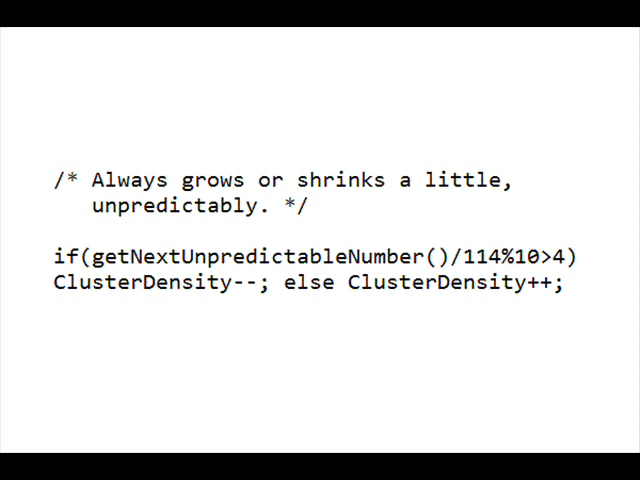 /* Always grows or shrinks a little,
unpredictably. */
if(getNextUnpredictableNumber()/114%10>4)
ClusterDensity--; else ClusterDensity++;